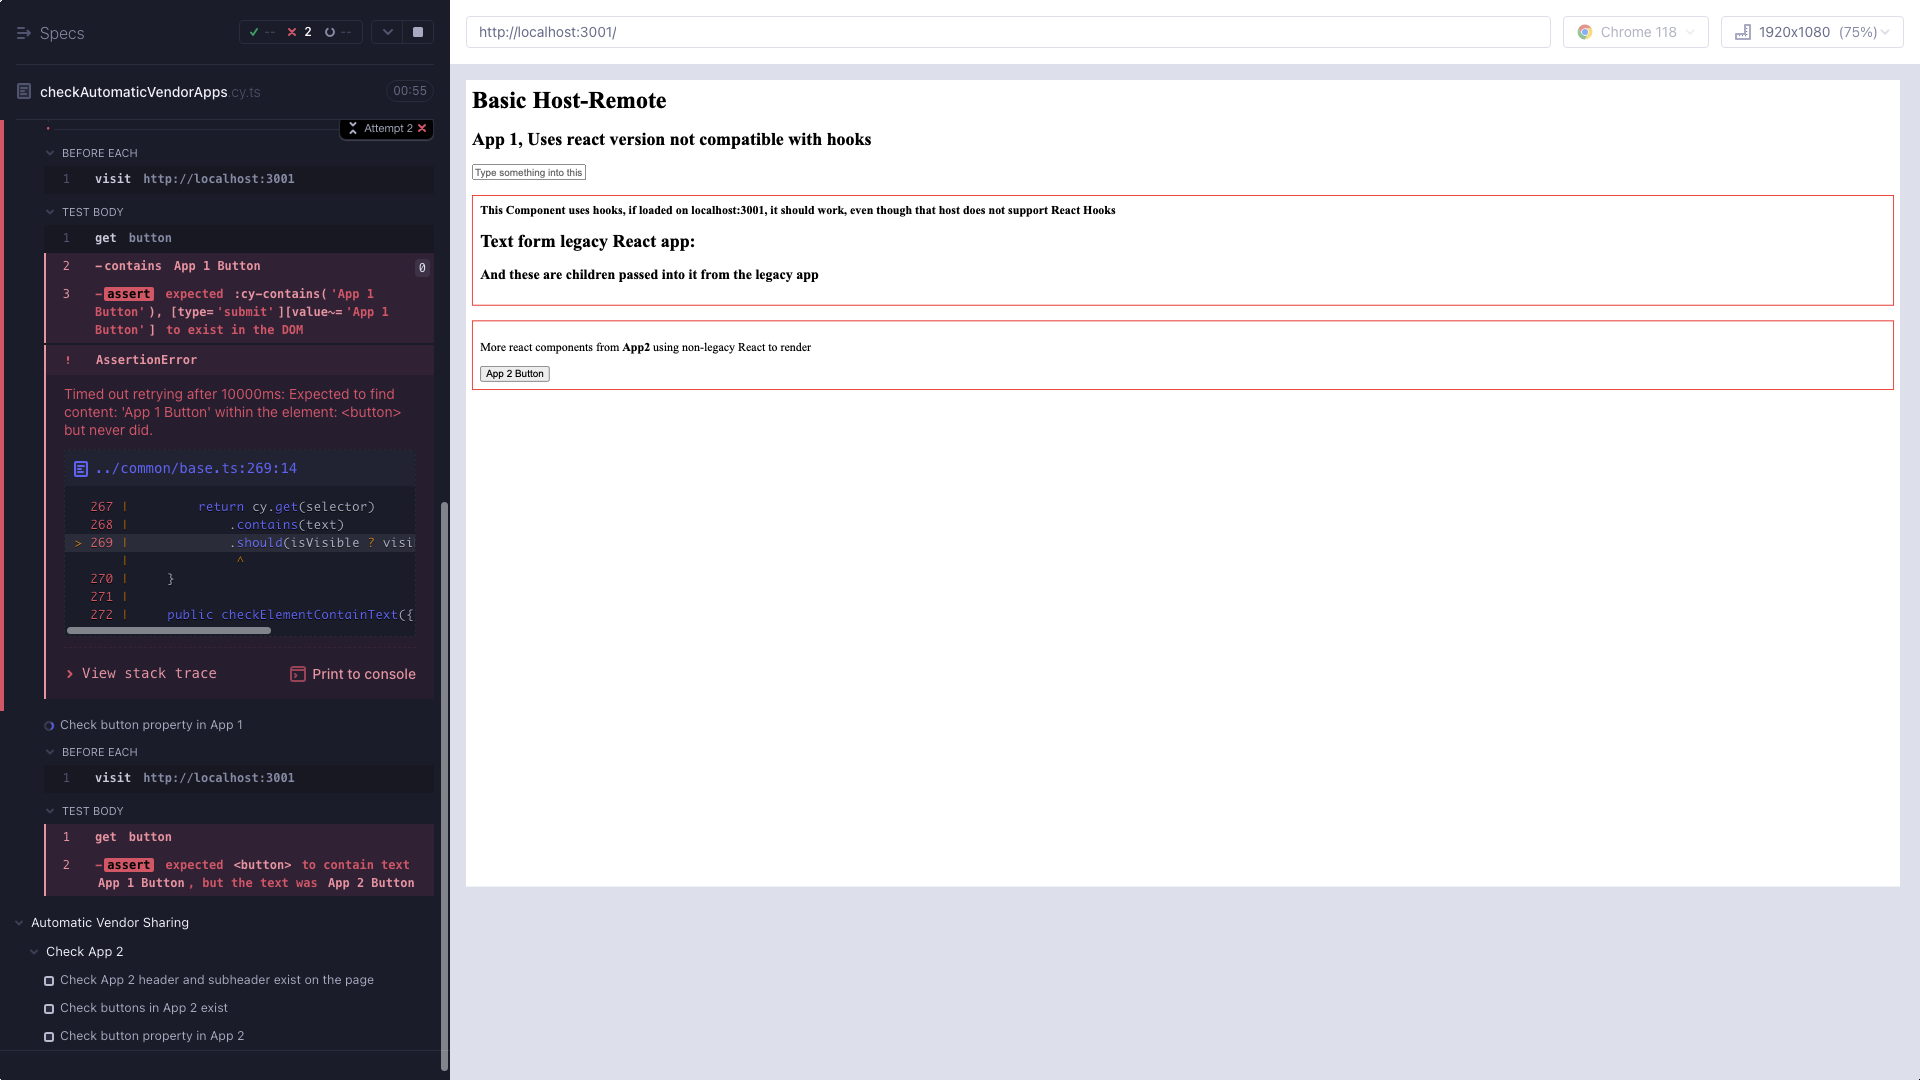 Specs
-- 2 --
checkAutomaticVendorApps.cy.ts 00:55
Attempt 2
BEFORE EACH
1 visit http://localhost:3001
TEST BODY
1 get button
2 -contains App 1 Button 0
3 -assert expected :cy-contains('App 1
Button'), [type='submit'][value~='App 1
Button'] to exist in the DOM
! AssertionError
Timed out retrying after 10000ms: Expected to find
content: 'App 1 Button' within the element: <button>
but never did.
../common/base.ts:269:14
267 | return cy.get(selector)
268 | .contains(text)
> 269 | .should(isVisible ? visi
| ^
270 | }
271 |
272 | public checkElementContainText({
View stack trace Print to console
Check button property in App 1
BEFORE EACH
1 visit http://localhost:3001
TEST BODY
1 get button
2 -assert expected <button> to contain text
App 1 Button, but the text was App 2 Button
Automatic Vendor Sharing
Check App 2
Check App 2 header and subheader exist on the page
Check buttons in App 2 exist
Check button property in App 2
http://localhost:3001/
Chrome 118
1920x1080 (75%)
Basic Host-Remote
App 1, Uses react version not compatible with hooks
Type something into this
This Component uses hooks, if loaded on localhost:3001, it should work, even though that host does not support React Hooks
Text form legacy React app:
And these are children passed into it from the legacy app
More react components from App2 using non-legacy React to render
App 2 Button